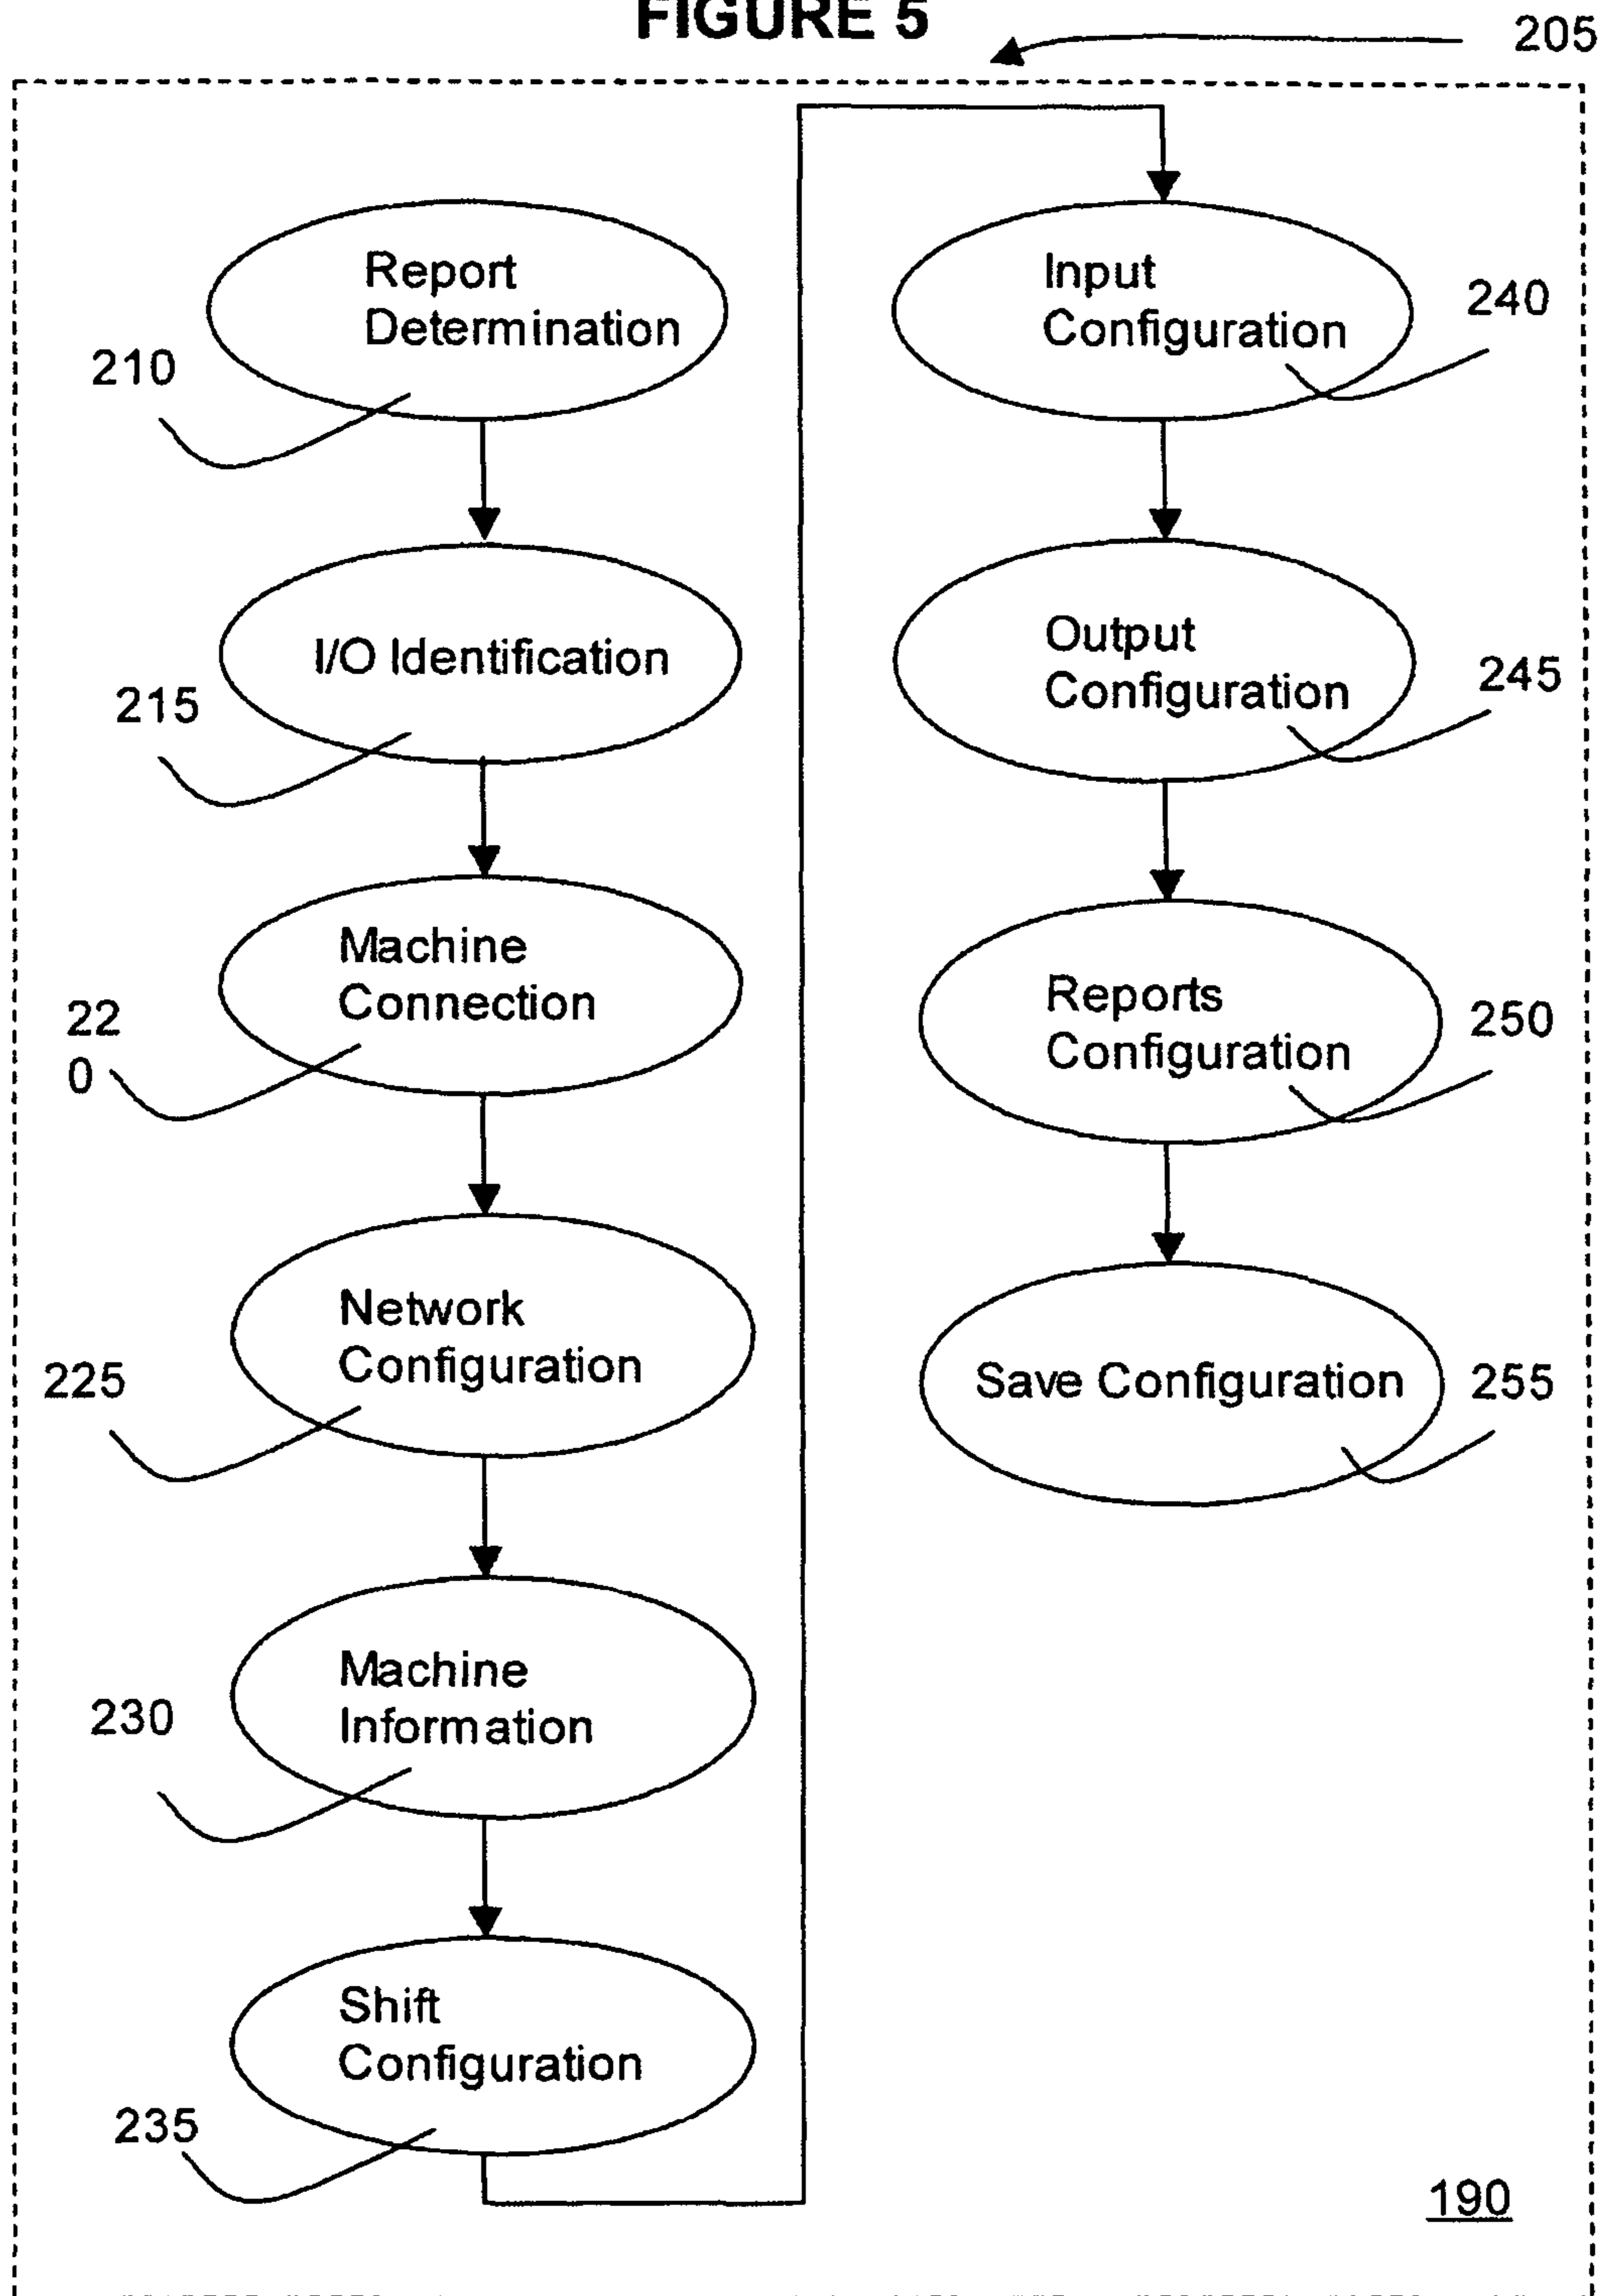 FIGURE 5
205
Report
Determination
210
I/O Identification
215
Machine
Connection
22
0
Network
Configuration
225
Machine
Information
230
Shift
Configuration
235
Input
Configuration
240
Output
Configuration
245
Reports
Configuration
250
Save Configuration
255
190